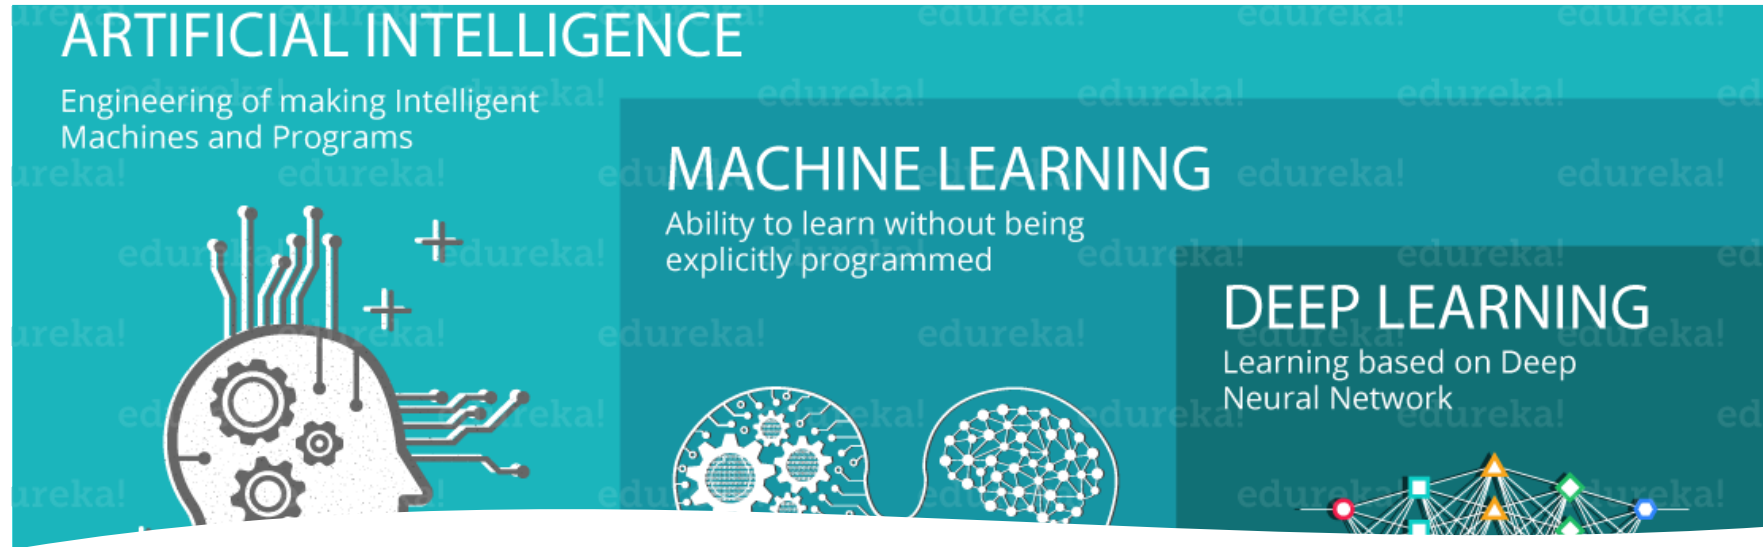 ARTIFICIAL INTELLIGENCE
Engineering of making Intelligent
Machines and Programs
MACHINE LEARNING
Ability to learn without being
explicitly programmed
DEEP LEARNING
Learning based on Deep
Neural Network
edureka!